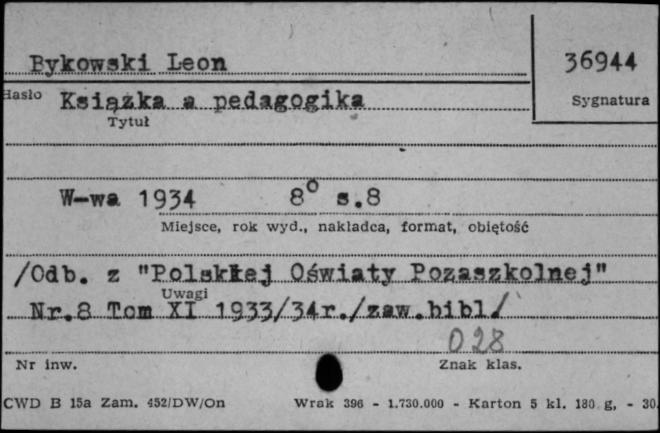 Bykowski Leon
36944
Hasło
Sygnatura
Książka a pedagogika
Tytuł
W-wa 1934 8° s.8
Miejsce, rok wyd., nakładca, format, objętość
/Odb. z "Polskiej Oświaty Pozaszkolnej"
Uwagi
Nr.8 Tom XI 1933/34r./zaw.bibl/
028
Nr inw.
Znak klas.
CWD B 15a Zam. 452/DW/On Wrak 396 - 1.730.000 - Karton 5 kl. 180 g, - 30.